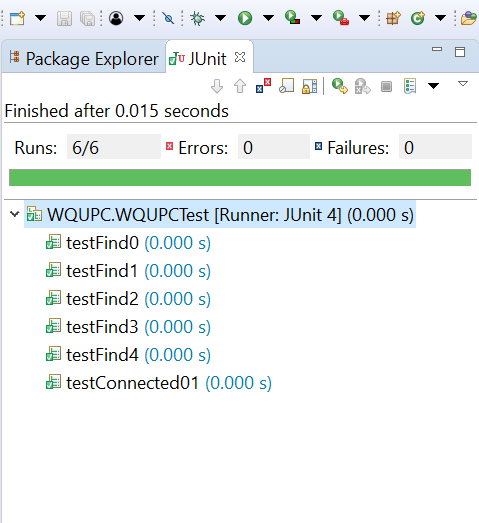 Package Explorer JUnit
Finished after 0.015 seconds
Runs: 6/6 Errors: 0 Failures: 0
WQUPC.WQUPCTest [Runner: JUnit 4] (0.000 s)
testFind0 (0.000 s)
testFind1 (0.000 s)
testFind2 (0.000 s)
testFind3 (0.000 s)
testFind4 (0.000 s)
testConnected01 (0.000 s)